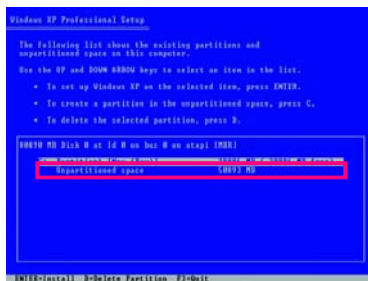 Windows XP Professional Setup
The following list shows the existing partitions and
unpartitioned space on this computer.
Use the UP and DOWN ARROW keys to select an item in the list.
• To set up Windows XP on the selected item, press ENTER.
• To create a partition in the unpartitioned space, press C.
• To delete the selected partition, press D.
Disk 0 at Id 0 on bus 0 on atapi [MBR]
Unpartitioned space
ENTER=Install D=Delete Partition F3=Quit